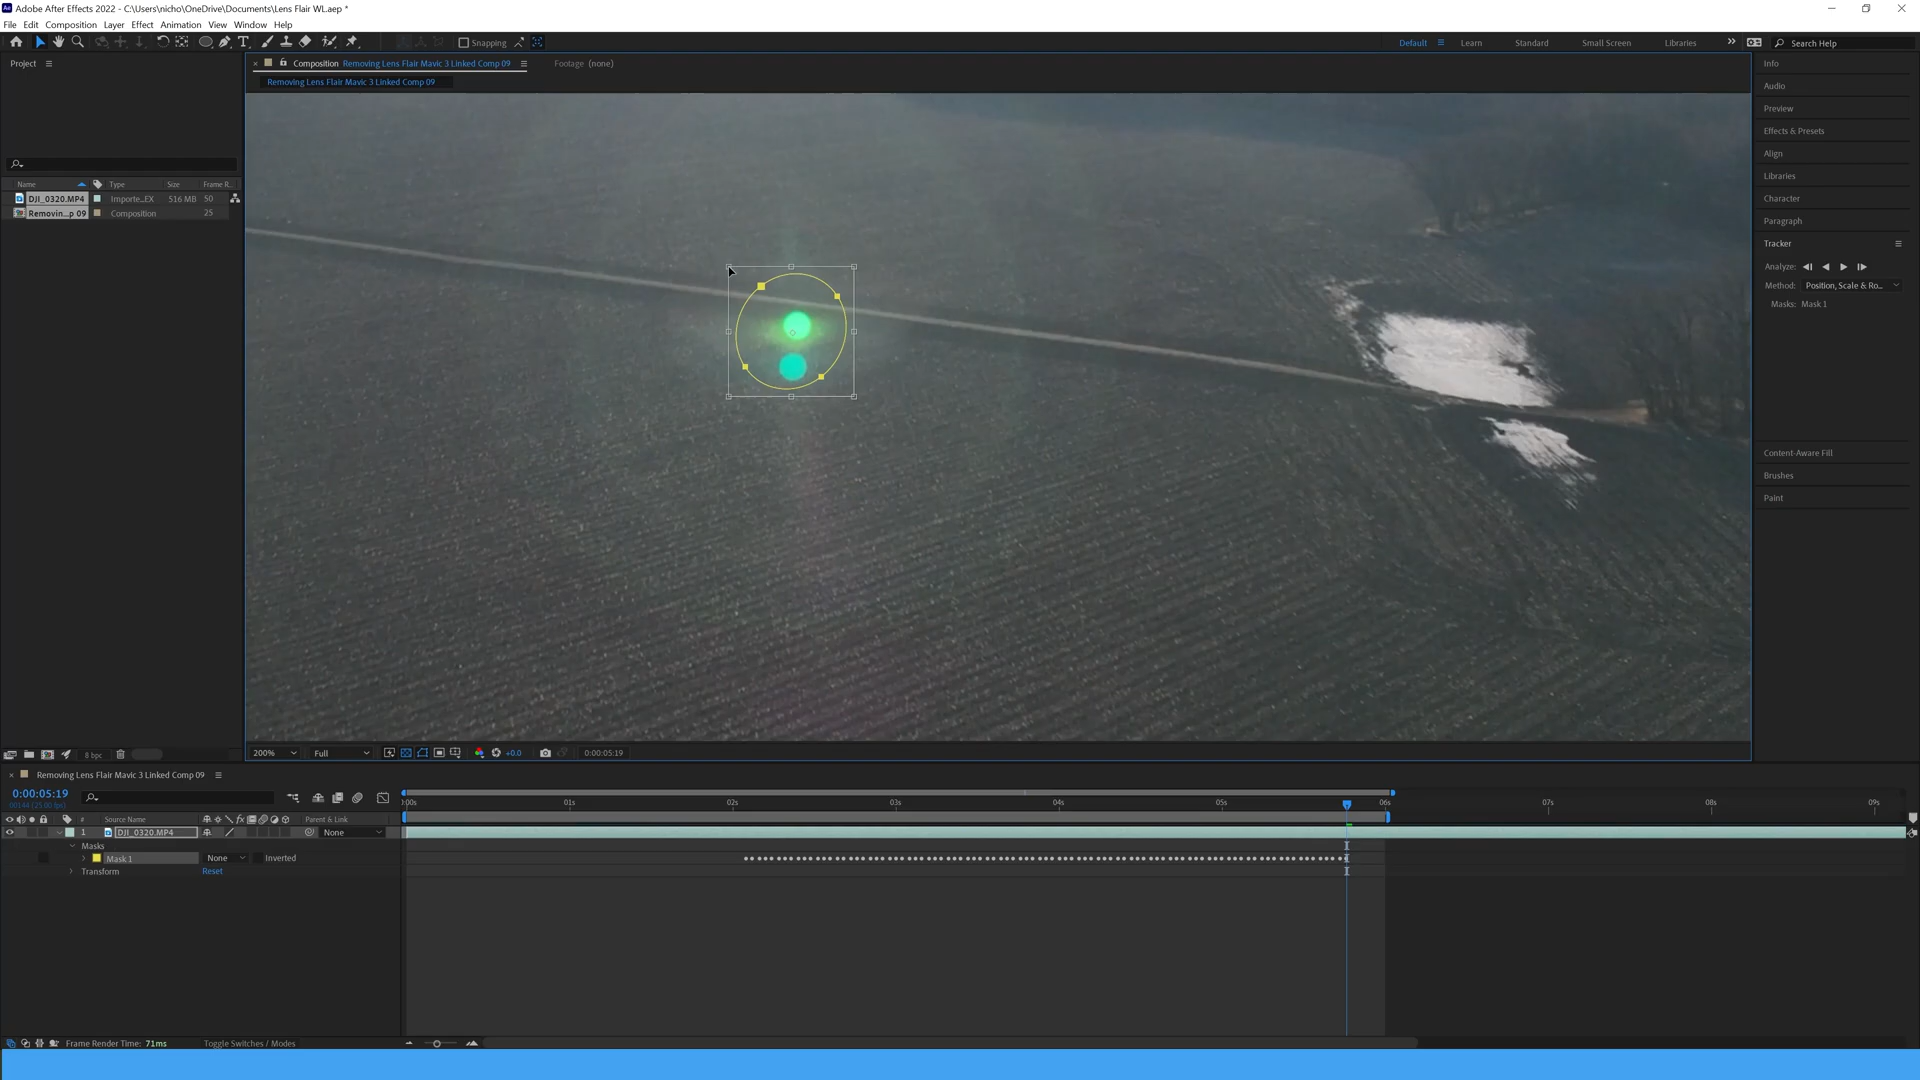 Adobe After Effects 2022 - C:\Users\nicho\OneDrive\Documents\Lens Flair WL.aep *
File Edit Composition Layer Effect Animation View Window Help
Snapping
Default Learn Standard Small Screen Libraries Search Help
Project
Composition Removing Lens Flair Mavic 3 Linked Comp 09 Footage (none)
Removing Lens Flair Mavic 3 Linked Comp 09
Name Type Size Frame R...
DJI_0320.MP4 Importe...EX 516 MB 50
Removin...p 09 Composition 25
Info
Audio
Preview
Effects & Presets
Align
Libraries
Character
Paragraph
Tracker
Analyze:
Method: Position, Scale & Ro...
Masks: Mask 1
Content-Aware Fill
Brushes
Paint
8 bpc
200% Full +0.0 0:00:05:19
Removing Lens Flair Mavic 3 Linked Comp 09
0:00:05:19
00144 (25.00 fps)
:00s 01s 02s 03s 04s 05s 06s 07s 08s 09s
# Source Name Parent & Link
1 DJI_0320.MP4 None
Masks
Mask 1 None Inverted
Transform Reset
Frame Render Time: 71ms Toggle Switches / Modes